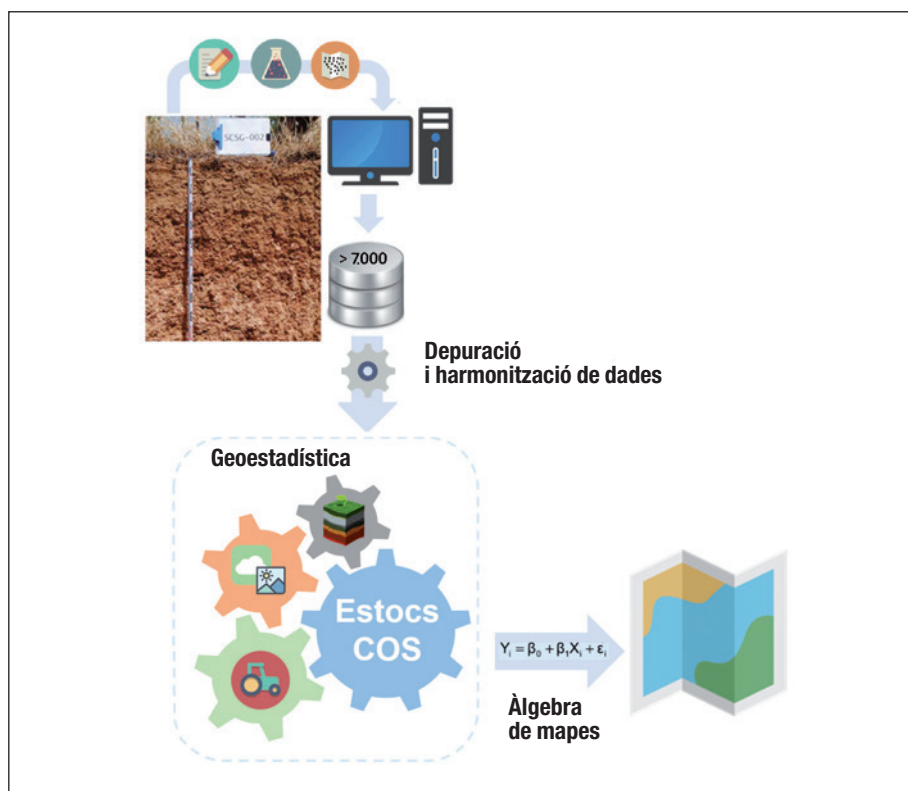 SCSG-002
> 7.000
Depuració
i harmonització de dades
Geoestadística
Estocs
COS
Yᵢ = β₀ + β₁Xᵢ + εᵢ
Àlgebra
de mapes